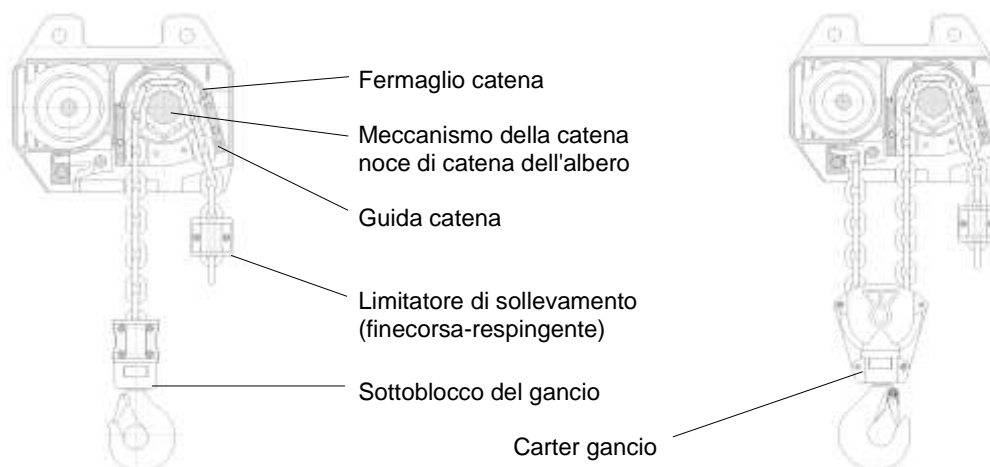 Fermaglio catena
Meccanismo della catena
noce di catena dell'albero
Guida catena
Limitatore di sollevamento
(finecorsa-respingente)
Sottoblocco del gancio
Carter gancio